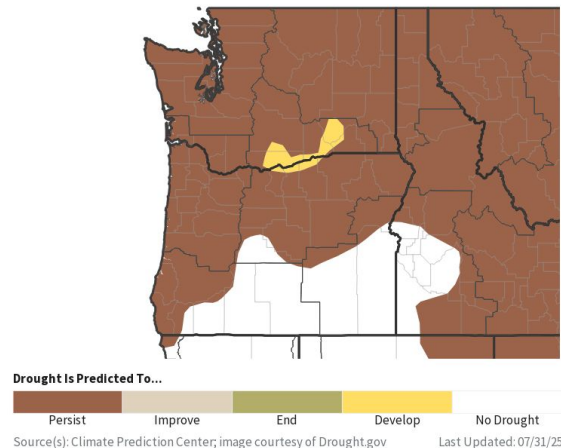 Drought Is Predicted To...
Persist Improve End Develop No Drought
Source(s): Climate Prediction Center; image courtesy of Drought.gov Last Updated: 07/31/25